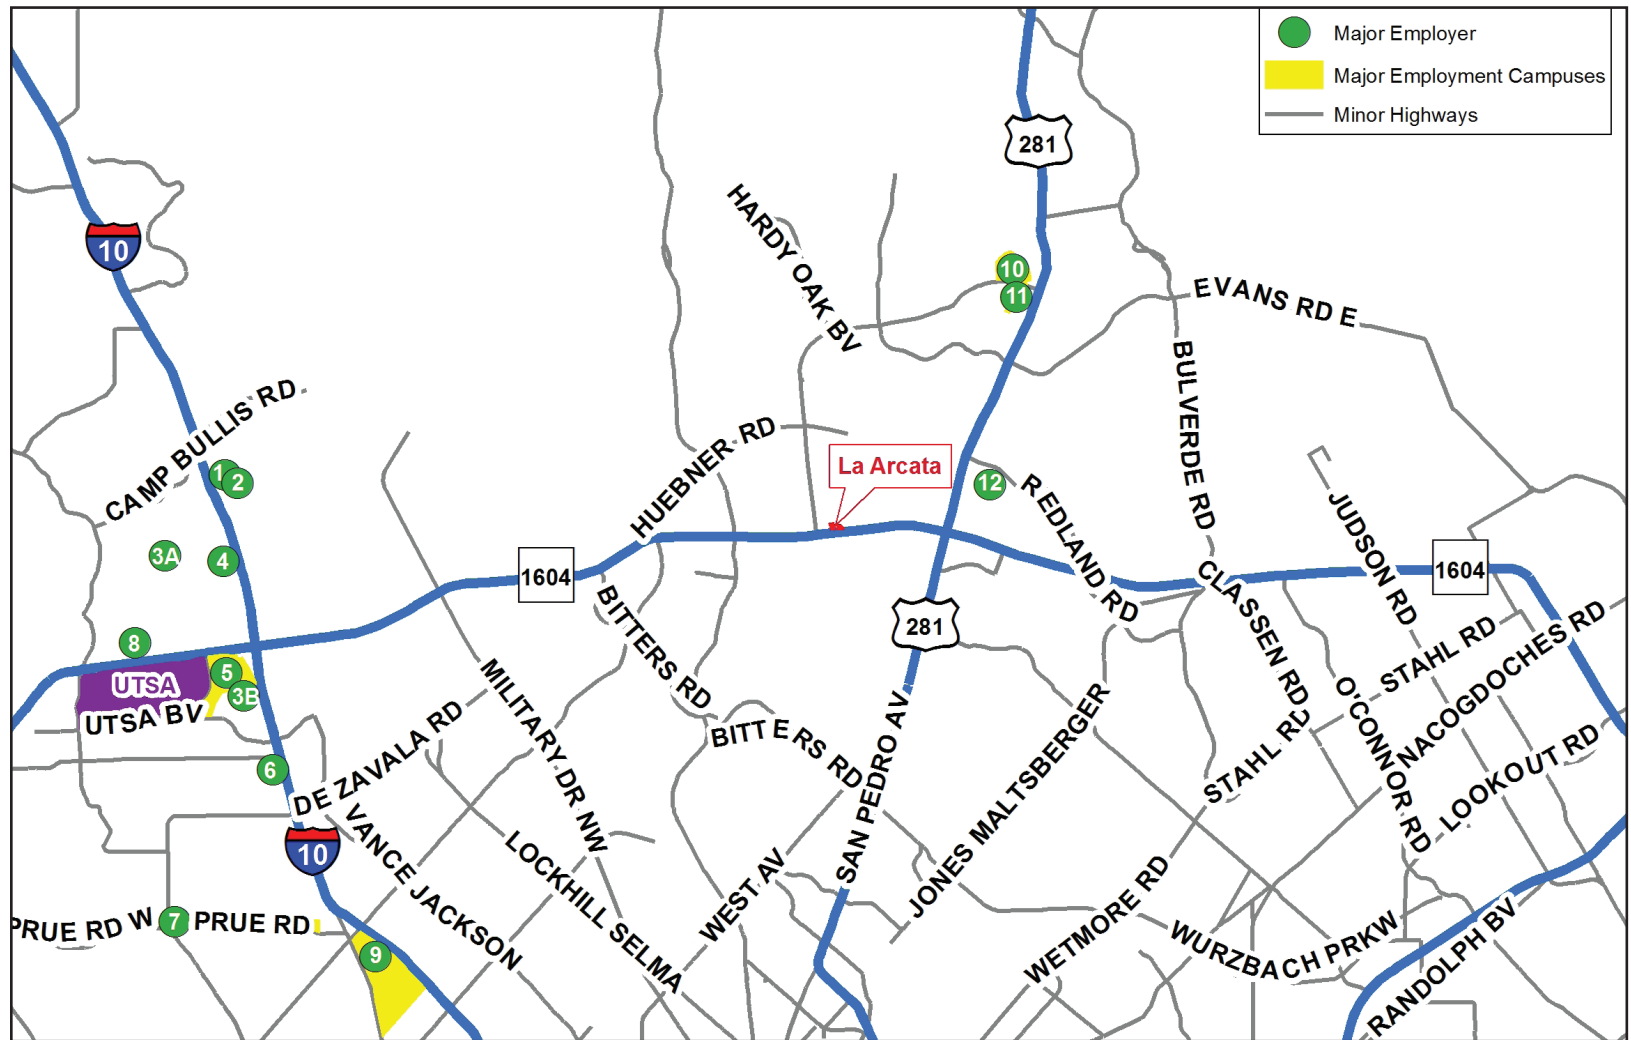 Major Employer
Major Employment Campuses
Minor Highways
281
10
HARDY OAK BV
10
11
EVANS RD E
BULVERDE RD
CAMP BULLIS RD
HUEBNER RD
La Arcata
1
2
12
REDLAND RD
JUDSON RD
3A
4
1604
1604
CLASSEN RD
BITTERS RD
281
STAHL RD
NACOGDOCHES RD
8
UTSA
5
3B
UTSA BV
MILITARY DR NW
DE ZAVALA RD
BITTERS RD
SAN PEDRO AV
JONES MALTSBERGER
STAHL RD
O'CONNOR RD
LOOKOUT RD
6
VANCE JACKSON
10
LOCKHILL SELMA
WEST AV
WETMORE RD
WURZBACH PRKW
RANDOLPH BV
PRUE RD W
7
PRUE RD
9